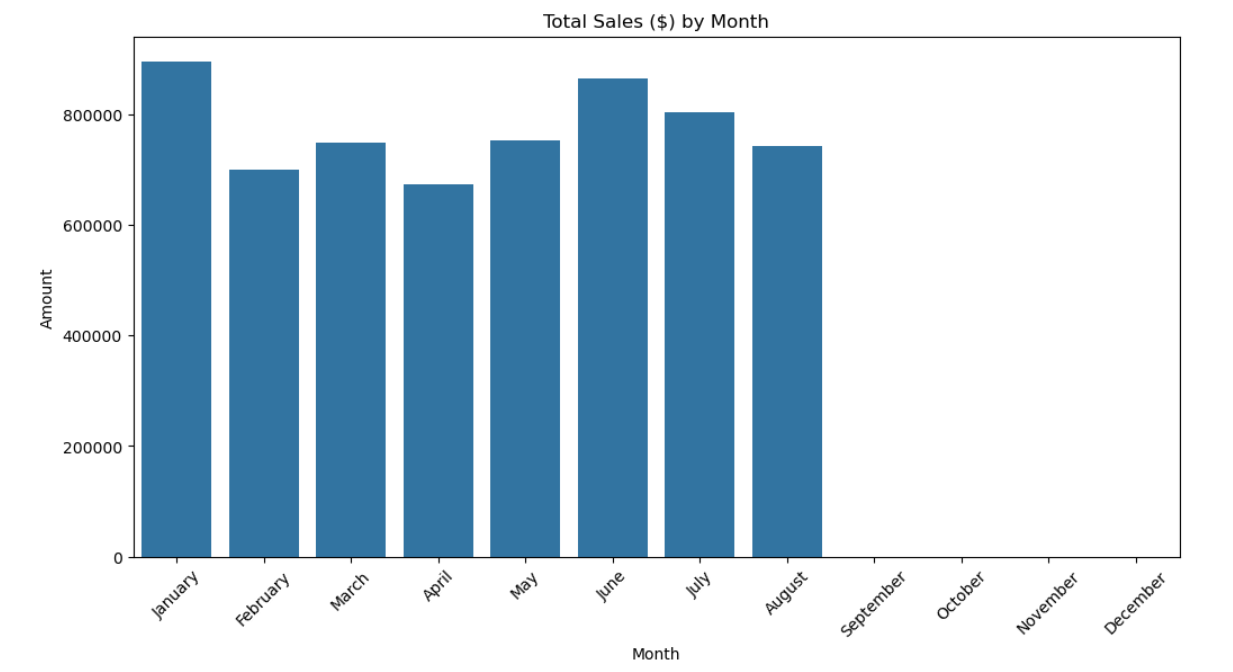 Total Sales ($) by Month
Amount
800000
600000
400000
200000
0
January
February
March
April
May
June
July
August
September
October
November
December
Month